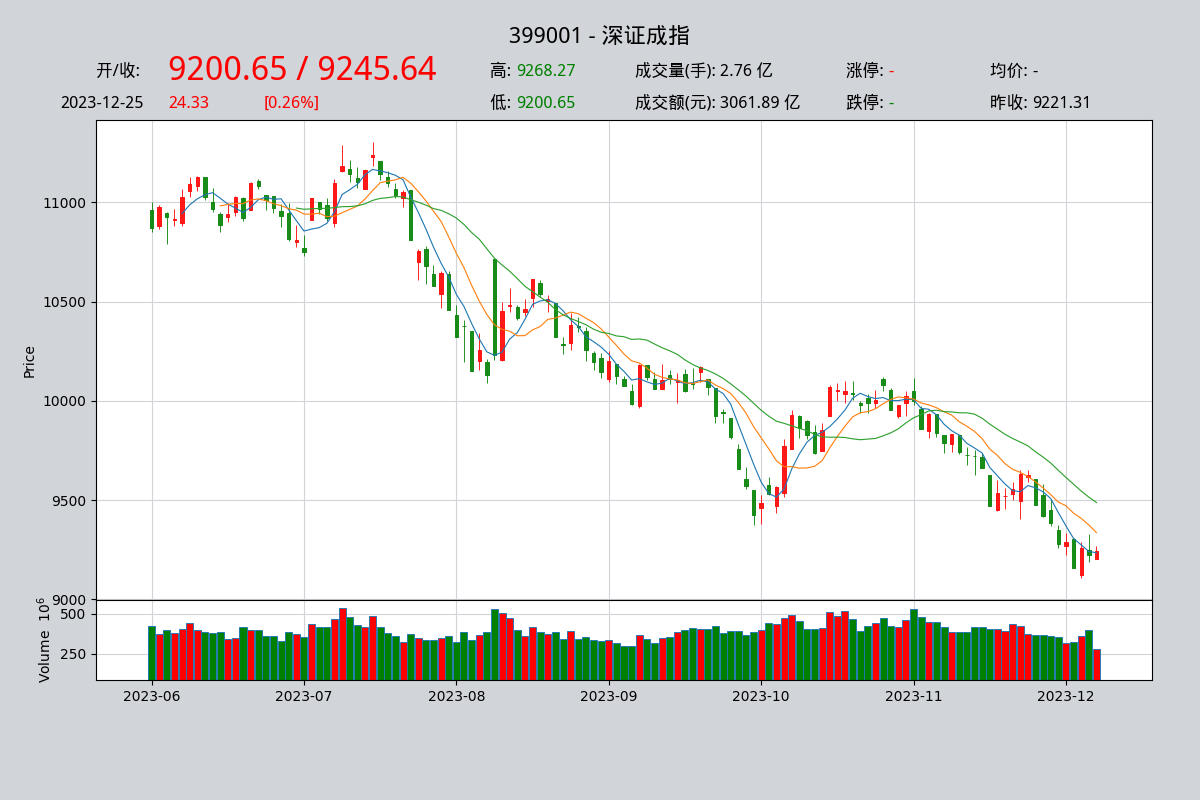 399001 - 深证成指
开/收: 9200.65 / 9245.64 高: 9268.27 成交量(手): 2.76 亿 涨停: - 均价: -
2023-12-25 24.33 [0.26%] 低: 9200.65 成交额(元): 3061.89 亿 跌停: - 昨收: 9221.31
Price
11000
10500
10000
9500
9000
Volume 10⁶
500
250
2023-06 2023-07 2023-08 2023-09 2023-10 2023-11 2023-12